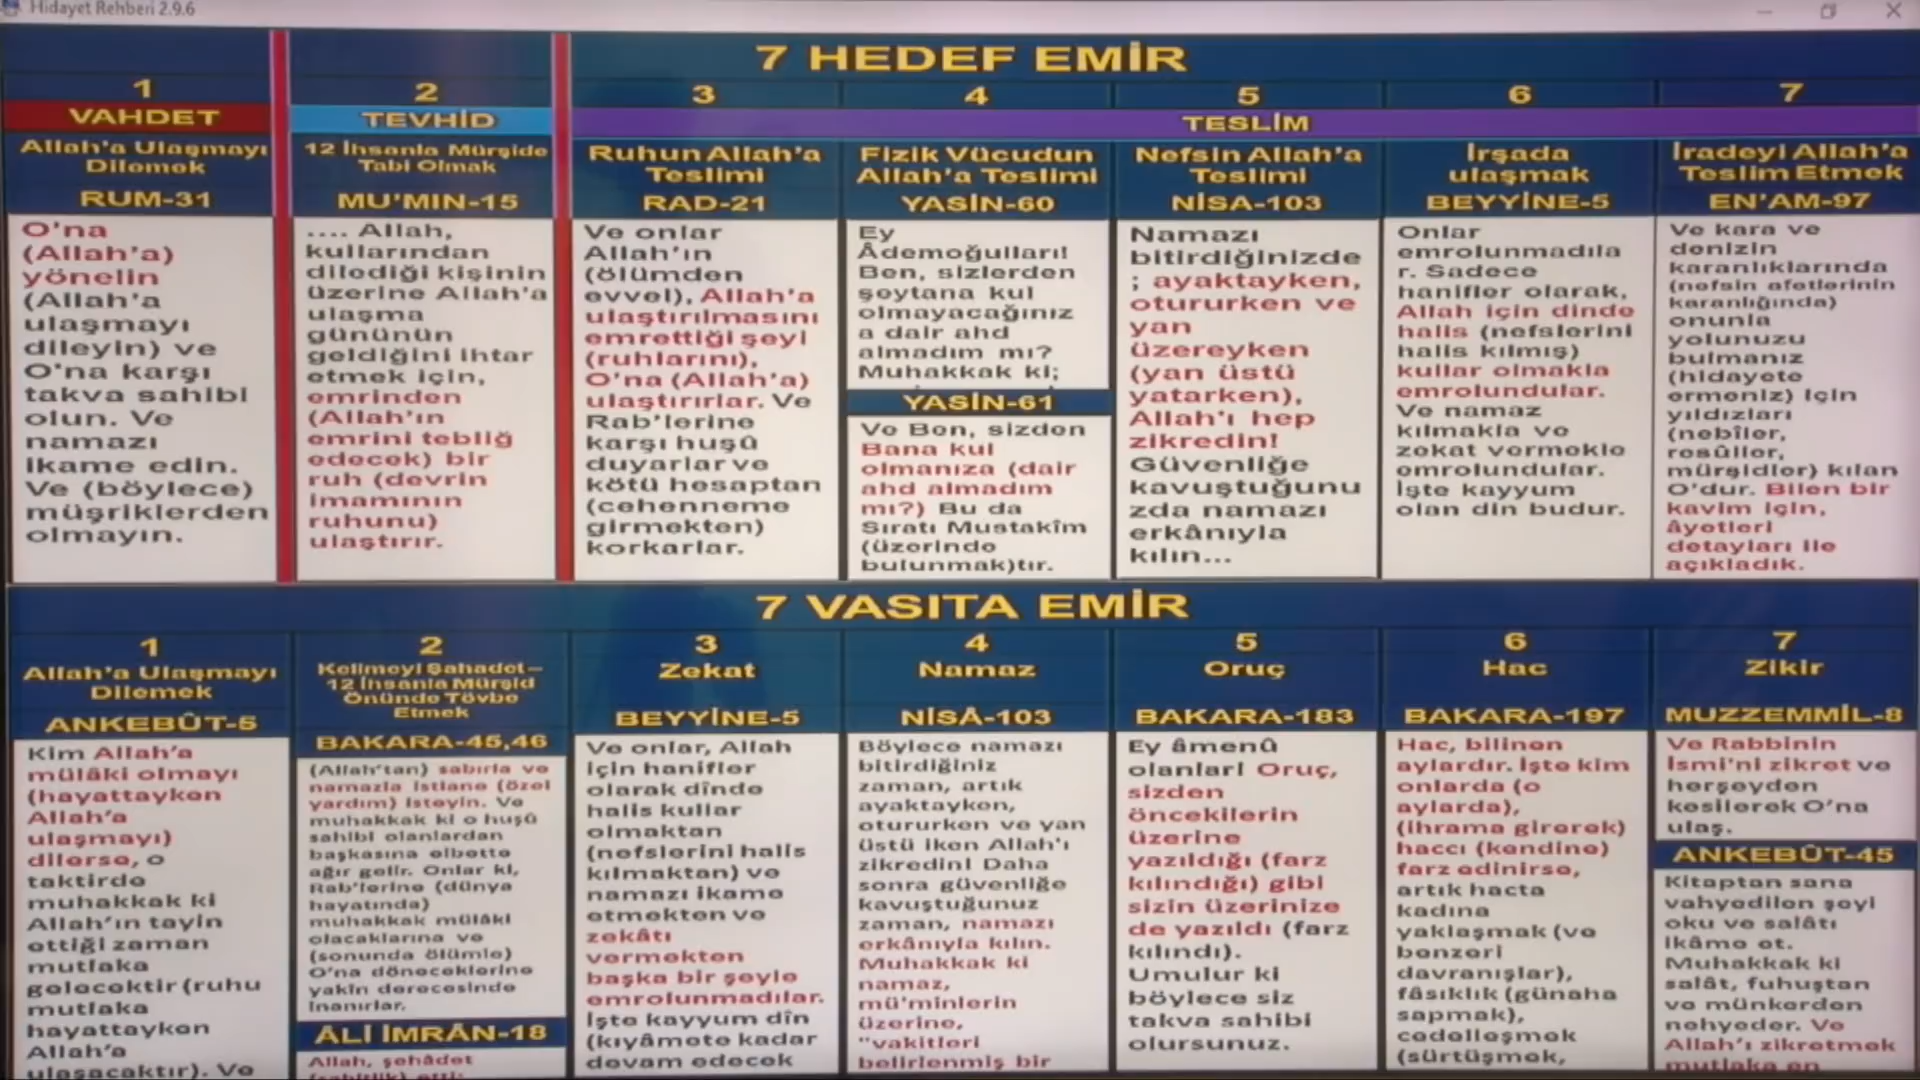 Hidayet Rehberi 2.9.6
7 HEDEF EMİR
1
VAHDET
Allah'a Ulaşmayı
Dilemek
RUM-31
O'na
(Allah'a)
yönelin
(Allah'a
ulaşmayı
dileyin) ve
O'na karşı
takva sahibi
olun. Ve
namazı
ikame edin.
Ve (böylece)
müşriklerden
olmayın.
2
TEVHİD
12 İhsanla Mürşide
Tabi Olmak
MU'MIN-15
.... Allah,
kullarından
dilediği kişinin
üzerine Allah'a
ulaşma
gününün
geldiğini ihtar
etmek için,
emrinden
(Allah'ın
emrini tebliğ
edecek) bir
ruh (devrin
imamının
ruhunu)
ulaştırır.
TESLİM
3
Ruhun Allah'a
Teslimi
RAD-21
Ve onlar
Allah'ın
(ölümden
evvel), Allah'a
ulaştırılmasını
emrettiği şeyi
(ruhlarını),
O'na (Allah'a)
ulaştırırlar. Ve
Rab'lerine
karşı huşû
duyarlar ve
kötü hesaptan
(cehenneme
girmekten)
korkarlar.
4
Fizik Vücudun
Allah'a Teslimi
YASİN-60
Ey
Âdemoğulları!
Ben, sizlerden
şeytana kul
olmayacağınız
a dair ahd
almadım mı?
Muhakkak ki;
YASİN-61
Ve Ben, sizden
Bana kul
olmanıza (dair
ahd almadım
mı?) Bu da
Sıratı Mustakîm
(üzerinde
bulunmak)tır.
5
Nefsin Allah'a
Teslimi
NİSA-103
Namazı
bitirdiğinizde
; ayaktayken,
otururken ve
yan
üzereyken
(yan üstü
yatarken),
Allah'ı hep
zikredin!
Güvenliğe
kavuştuğunu
zda namazı
erkânıyla
kılın...
6
İrşada
ulaşmak
BEYYİNE-5
Onlar
emrolunmadıla
r. Sadece
hanifler olarak,
Allah için dinde
halis (nefslerini
halis kılmış)
kullar olmakla
emrolundular.
Ve namaz
kılmakla ve
zekat vermekle
emrolundular.
İşte kayyum
olan din budur.
7
İradeyi Allah'a
Teslim Etmek
EN'AM-97
Ve kara ve
denizin
karanlıklarında
(nefsin afetlerinin
karanlığında)
onunla
yolunuzu
bulmanız
(hidayete
ermeniz) için
yıldızları
(nebîler,
resûller,
mürşidler) kılan
O'dur. Bilen bir
kavim için,
âyetleri
detayları ile
açıkladık.
7 VASITA EMİR
1
Allah'a Ulaşmayı
Dilemek
ANKEBÛT-5
Kim Allah'a
mülâki olmayı
(hayattayken
Allah'a
ulaşmayı)
dilerse, o
taktirde
muhakkak ki
Allah'ın tayin
ettiği zaman
mutlaka
gelecektir (ruhu
mutlaka
hayattayken
Allah'a
ulaşacaktır). Ve
2
Kelimeyi Şahadet–
12 İhsanla Mürşid
Önünde Tövbe
Etmek
BAKARA-45,46
(Allah'tan) sabırla ve
namazla istiane (özel
yardım) isteyin. Ve
muhakkak ki o huşû
sahibi olanlardan
başkasına elbette
ağır gelir. Onlar ki,
Rab'lerine (dünya
hayatında)
muhakkak mülâki
olacaklarına ve
(sonunda ölümle)
O'na döneceklerine
yakîn derecesinde
inanırlar.
ÂLİ İMRÂN-18
Allah, şehâdet
(şahitlik) etti:
3
Zekat
BEYYİNE-5
Ve onlar, Allah
için hanifler
olarak dînde
halis kullar
olmaktan
(nefslerini halis
kılmaktan) ve
namazı ikame
etmekten ve
zekâtı
vermekten
başka bir şeyle
emrolunmadılar.
İşte kayyum dîn
(kıyâmete kadar
devam edecek
4
Namaz
NİSÂ-103
Böylece namazı
bitirdiğiniz
zaman, artık
ayaktayken,
otururken ve yan
üstü iken Allah'ı
zikredin! Daha
sonra güvenliğe
kavuştuğunuz
zaman, namazı
erkânıyla kılın.
Muhakkak ki
namaz,
mü'minlerin
üzerine,
"vakitleri
belirlenmiş bir
5
Oruç
BAKARA-183
Ey âmenû
olanlar! Oruç,
sizden
öncekilerin
üzerine
yazıldığı (farz
kılındığı) gibi
sizin üzerinize
de yazıldı (farz
kılındı).
Umulur ki
böylece siz
takva sahibi
olursunuz.
6
Hac
BAKARA-197
Hac, bilinen
aylardır. İşte kim
onlarda (o
aylarda),
(ihrama girerek)
haccı (kendine)
farz edinirse,
artık hacta
kadına
yaklaşmak (ve
benzeri
davranışlar),
fâsıklık (günaha
sapmak),
cedelleşmek
(sürtüşmek,
7
Zikir
MUZZEMMİL-8
Ve Rabbinin
İsmi'ni zikret ve
herşeyden
kesilerek O'na
ulaş.
ANKEBÛT-45
Kitaptan sana
vahyedilen şeyi
oku ve salâtı
ikâme et.
Muhakkak ki
salât, fuhuştan
ve münkerden
nehyeder. Ve
Allah'ı zikretmek
mutlaka en